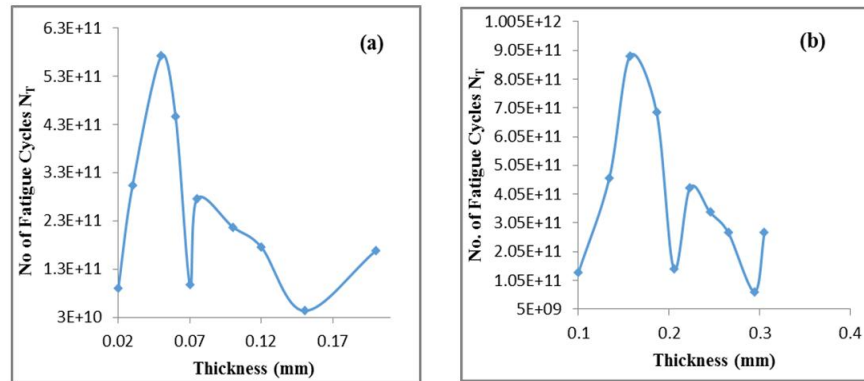 (a)
No of Fatigue Cycles N_T
6.3E+11
5.3E+11
4.3E+11
3.3E+11
2.3E+11
1.3E+11
3E+10
0.02
0.07
0.12
0.17
Thickness (mm)
(b)
No. of Fatigue Cycles N_T
1.005E+12
9.05E+11
8.05E+11
7.05E+11
6.05E+11
5.05E+11
4.05E+11
3.05E+11
2.05E+11
1.05E+11
5E+09
0.1
0.2
0.3
0.4
Thickness (mm)